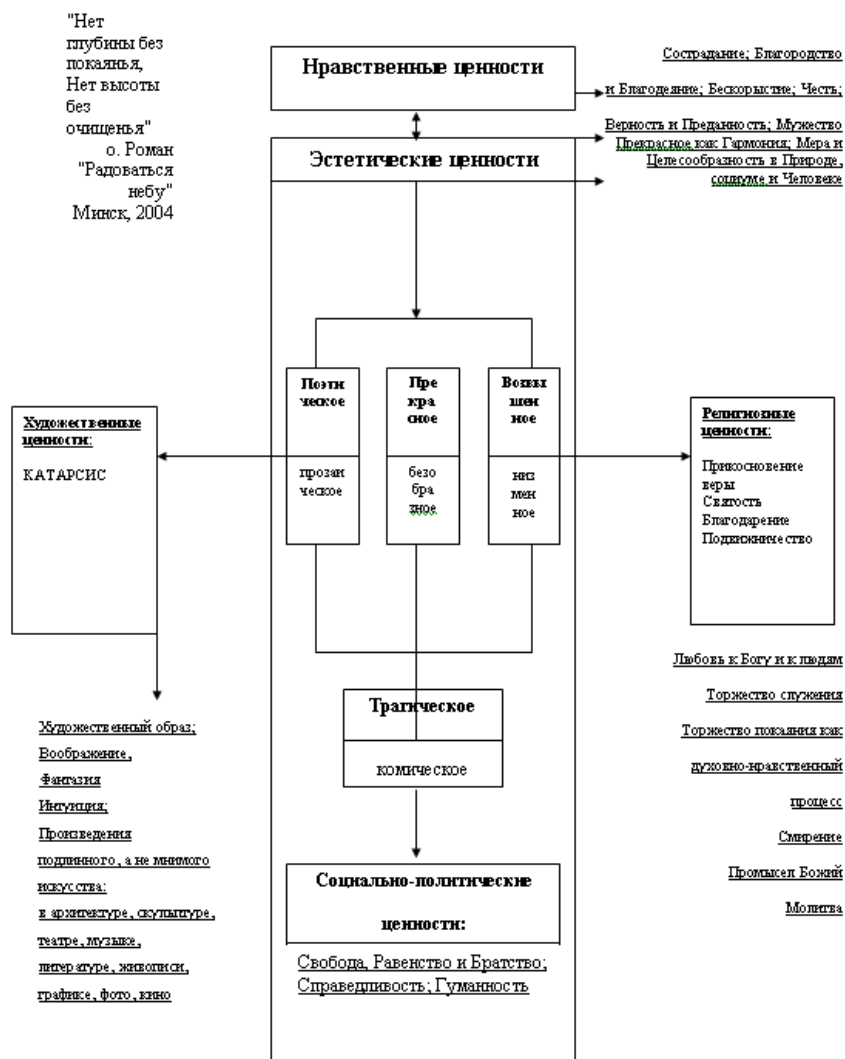 "Нет
глубины без
покаянья,
Нет высоты
без
очищенья"
о. Роман
"Радоваться
небу"
Минск, 2004
Нравственные ценности
Сострадание; Благородство
и Благодеяние; Бескорыстие; Честь;
Верность и Преданность; Мужество
Эстетические ценности
Прекрасное как Гармония; Мера и
Целесообразность в Природе,
социуме и Человеке
Поэти
ческое
прозаи
ческое
Пре
кра
сное
безо
бра
зное
Возвы
шен
ное
низ
мен
ное
Художественные
ценности:
КАТАРСИС
Религиозные
ценности:
Прикосновение
веры
Святость
Благодарение
Подвижничество
Трагическое
комическое
Художественный образ;
Воображение,
Фантазия
Интуиция;
Произведения
подлинного, а не мнимого
искусства:
в архитектуре, скульптуре,
театре, музыке,
литературе, живописи,
графике, фото, кино
Любовь к Богу и к людям
Торжество служения
Торжество покаяния как
духовно-нравственный
процесс
Смирение
Промысел Божий
Молитва
Социально-политические
ценности:
Свобода, Равенство и Братство;
Справедливость; Гуманность